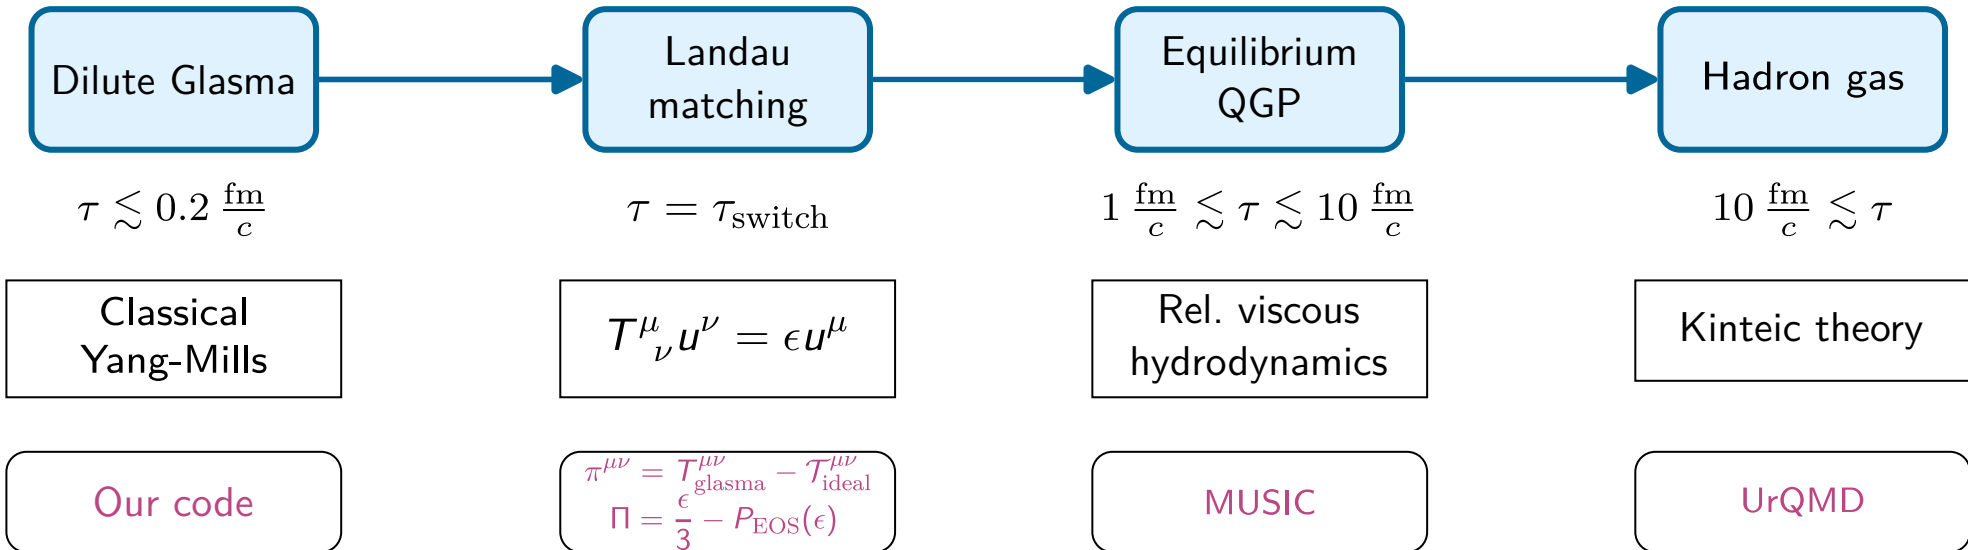 Dilute Glasma
Landau
matching
Equilibrium
QGP
Hadron gas
τ ≲ 0.2 fm/c
τ = τ_switch
1 fm/c ≲ τ ≲ 10 fm/c
10 fm/c ≲ τ
Classical
Yang-Mills
T^μ_ν u^ν = ϵu^μ
Rel. viscous
hydrodynamics
Kinteic theory
Our code
π^μν = T^μν_glasma − T^μν_ideal
Π = ϵ/3 − P_EOS(ϵ)
MUSIC
UrQMD